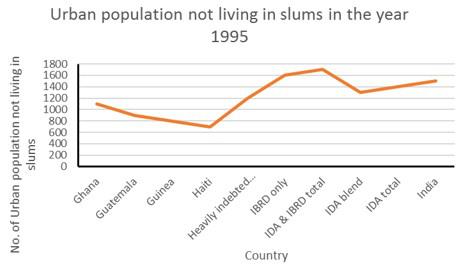 Urban population not living in slums in the year
1995
No. of Urban population not living in
slums
1800
1600
1400
1200
1000
800
600
400
200
0
Ghana
Guatemala
Guinea
Haiti
Heavily indebted...
IBRD only
IDA & IBRD total
IDA blend
IDA total
India
Country